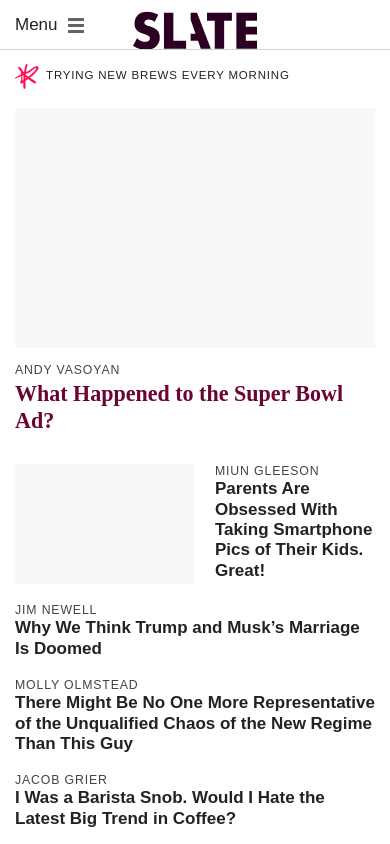 Menu
SLATE
TRYING NEW BREWS EVERY MORNING
ANDY VASOYAN
What Happened to the Super Bowl
Ad?
MIUN GLEESON
Parents Are
Obsessed With
Taking Smartphone
Pics of Their Kids.
Great!
JIM NEWELL
Why We Think Trump and Musk’s Marriage
Is Doomed
MOLLY OLMSTEAD
There Might Be No One More Representative
of the Unqualified Chaos of the New Regime
Than This Guy
JACOB GRIER
I Was a Barista Snob. Would I Hate the
Latest Big Trend in Coffee?